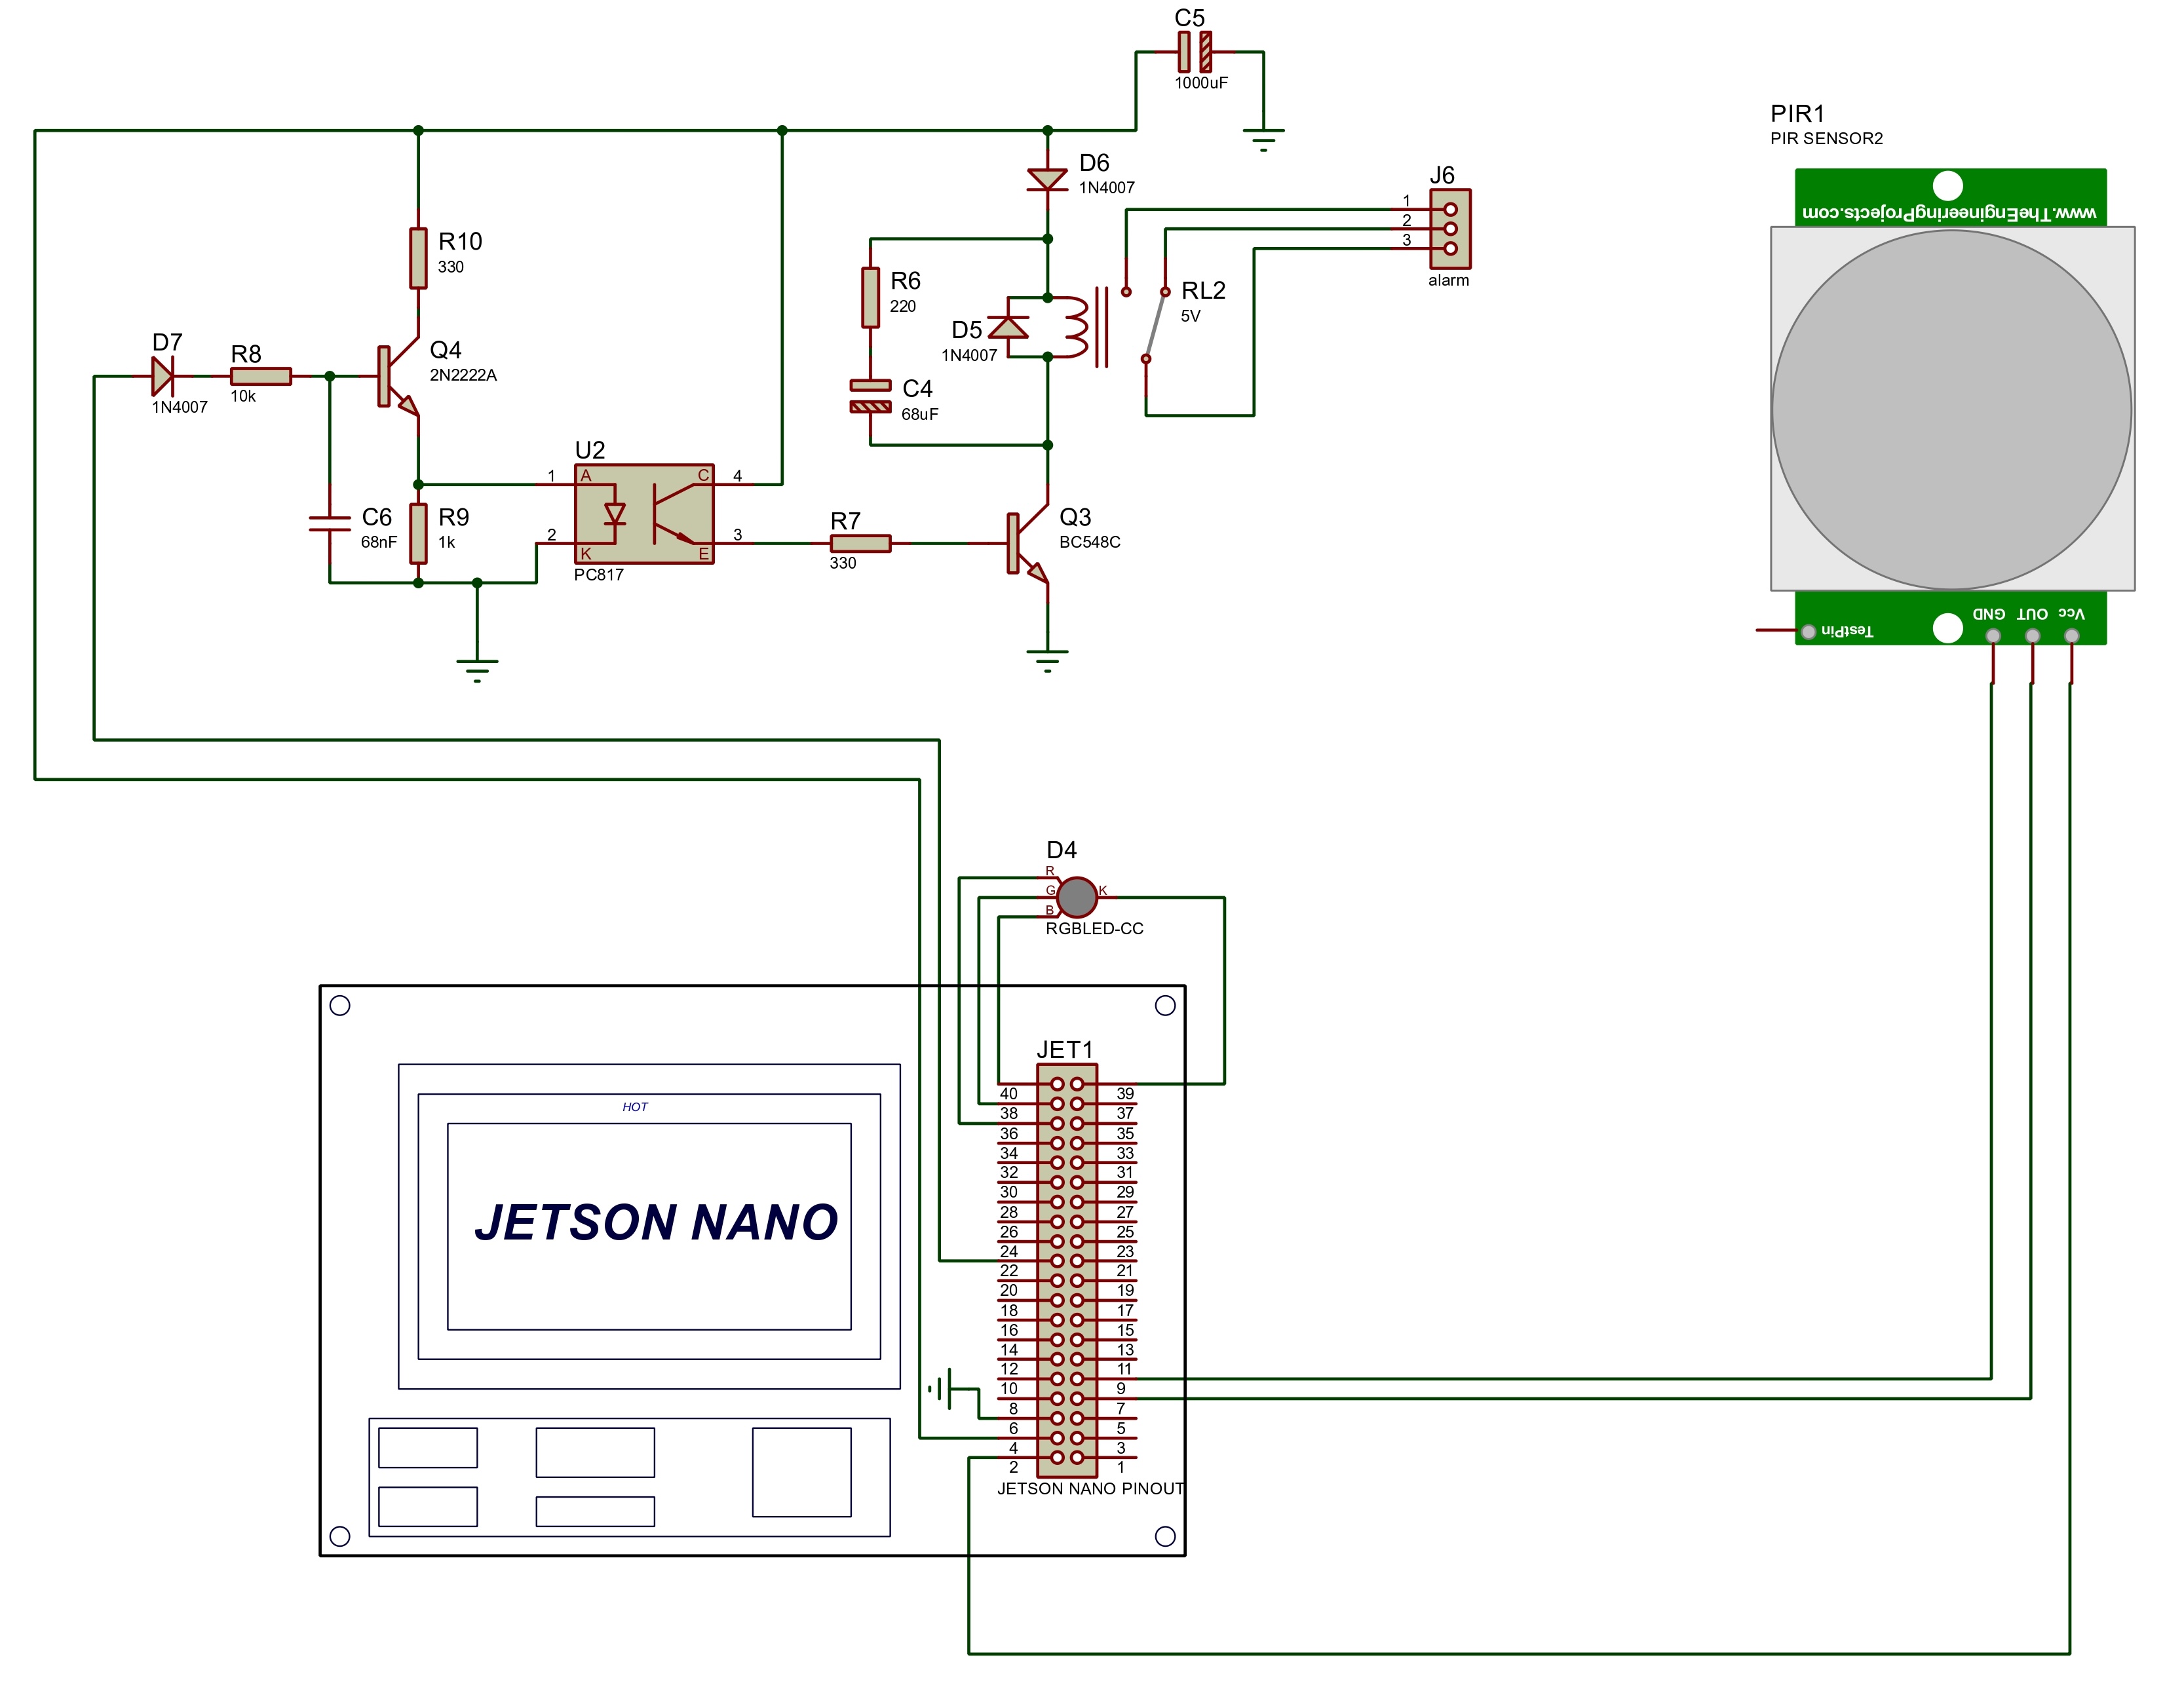 C5
1000uF
PIR1
PIR SENSOR2
www.TheEngineeringProjects.com
D6
1N4007
J6
1
2
3
alarm
R10
330
R6
220
RL2
5V
D5
1N4007
D7
1N4007
R8
10k
Q4
2N2222A
C4
68uF
U2
1 A C 4
2 K E 3
PC817
C6
68nF
R9
1k
R7
330
Q3
BC548C
GND OUT Vcc
TestPin
D4
R
G K
B
RGBLED-CC
JET1
HOT
JETSON NANO
40 39
38 37
36 35
34 33
32 31
30 29
28 27
26 25
24 23
22 21
20 19
18 17
16 15
14 13
12 11
10 9
8 7
6 5
4 3
2 1
JETSON NANO PINOUT